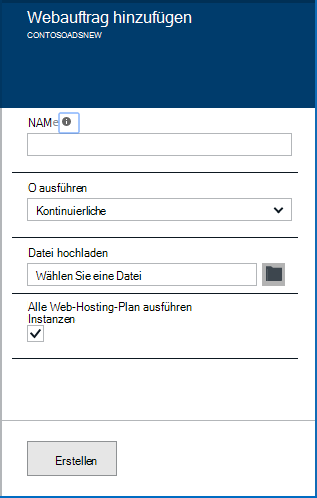 Webauftrag hinzufügen
CONTOSOADSNEW
NAMe
O ausführen
Kontinuierliche
Datei hochladen
Wählen Sie eine Datei
Alle Web-Hosting-Plan ausführen
Instanzen
Erstellen